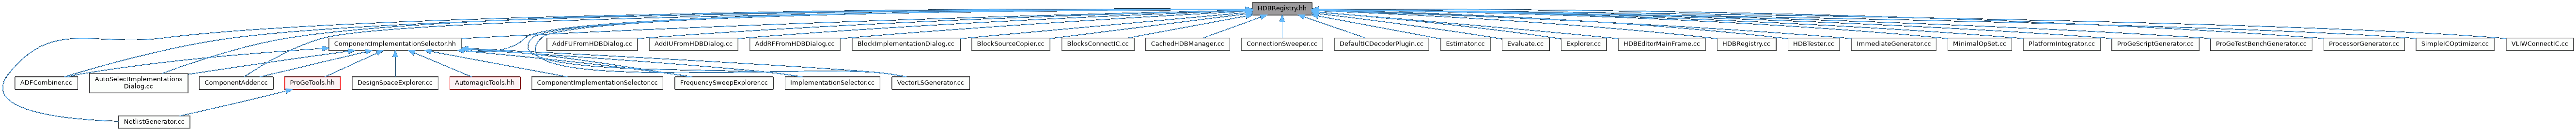 HDBRegistry.hh
ComponentImplementationSelector.hh
AddFUFromHDBDialog.cc
AddIUFromHDBDialog.cc
AddRFFromHDBDialog.cc
BlockImplementationDialog.cc
BlockSourceCopier.cc
BlocksConnectIC.cc
CachedHDBManager.cc
ConnectionSweeper.cc
DefaultICDecoderPlugin.cc
Estimator.cc
Evaluate.cc
Explorer.cc
HDBEditorMainFrame.cc
HDBRegistry.cc
HDBTester.cc
ImmediateGenerator.cc
MinimalOpSet.cc
PlatformIntegrator.cc
ProGeScriptGenerator.cc
ProGeTestBenchGenerator.cc
ProcessorGenerator.cc
SimpleICOptimizer.cc
VLIWConnectIC.cc
ADFCombiner.cc
AutoSelectImplementations
Dialog.cc
ComponentAdder.cc
ProGeTools.hh
DesignSpaceExplorer.cc
AutomagicTools.hh
ComponentImplementationSelector.cc
FrequencySweepExplorer.cc
ImplementationSelector.cc
VectorLSGenerator.cc
NetlistGenerator.cc